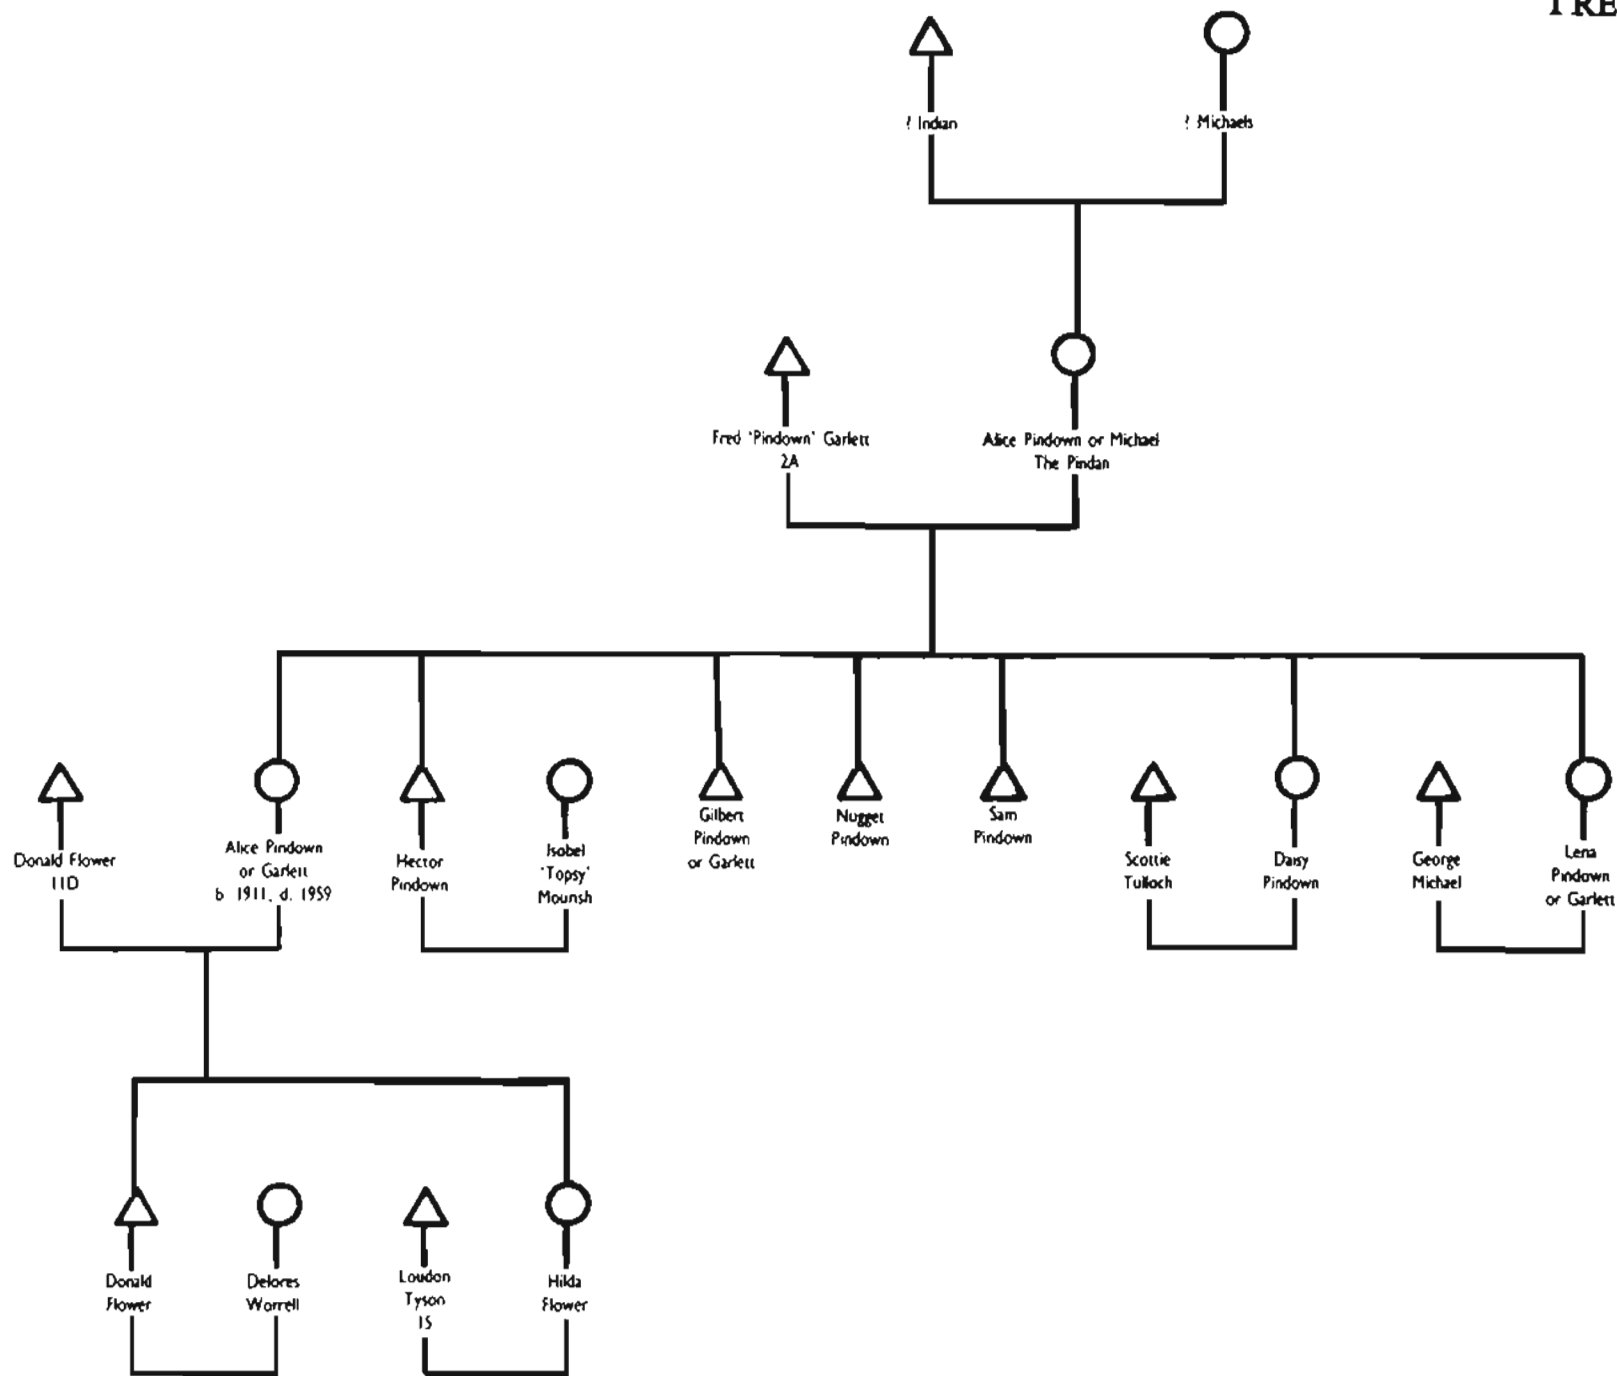 TRE
? Indian
? Michaels
Fred 'Pindown' Garlett
2A
Alice Pindown or Michael
The Pindan
Donald Flower
11D
Alice Pindown
or Garlett
b. 1911, d. 1959
Hector
Pindown
Isobel
'Topsy'
Mounsh
Gilbert
Pindown
or Garlett
Nugget
Pindown
Sam
Pindown
Scottie
Tulloch
Daisy
Pindown
George
Michael
Lena
Pindown
or Garlett
Donald
Flower
Delores
Worrell
Loudon
Tyson
15
Hilda
Flower